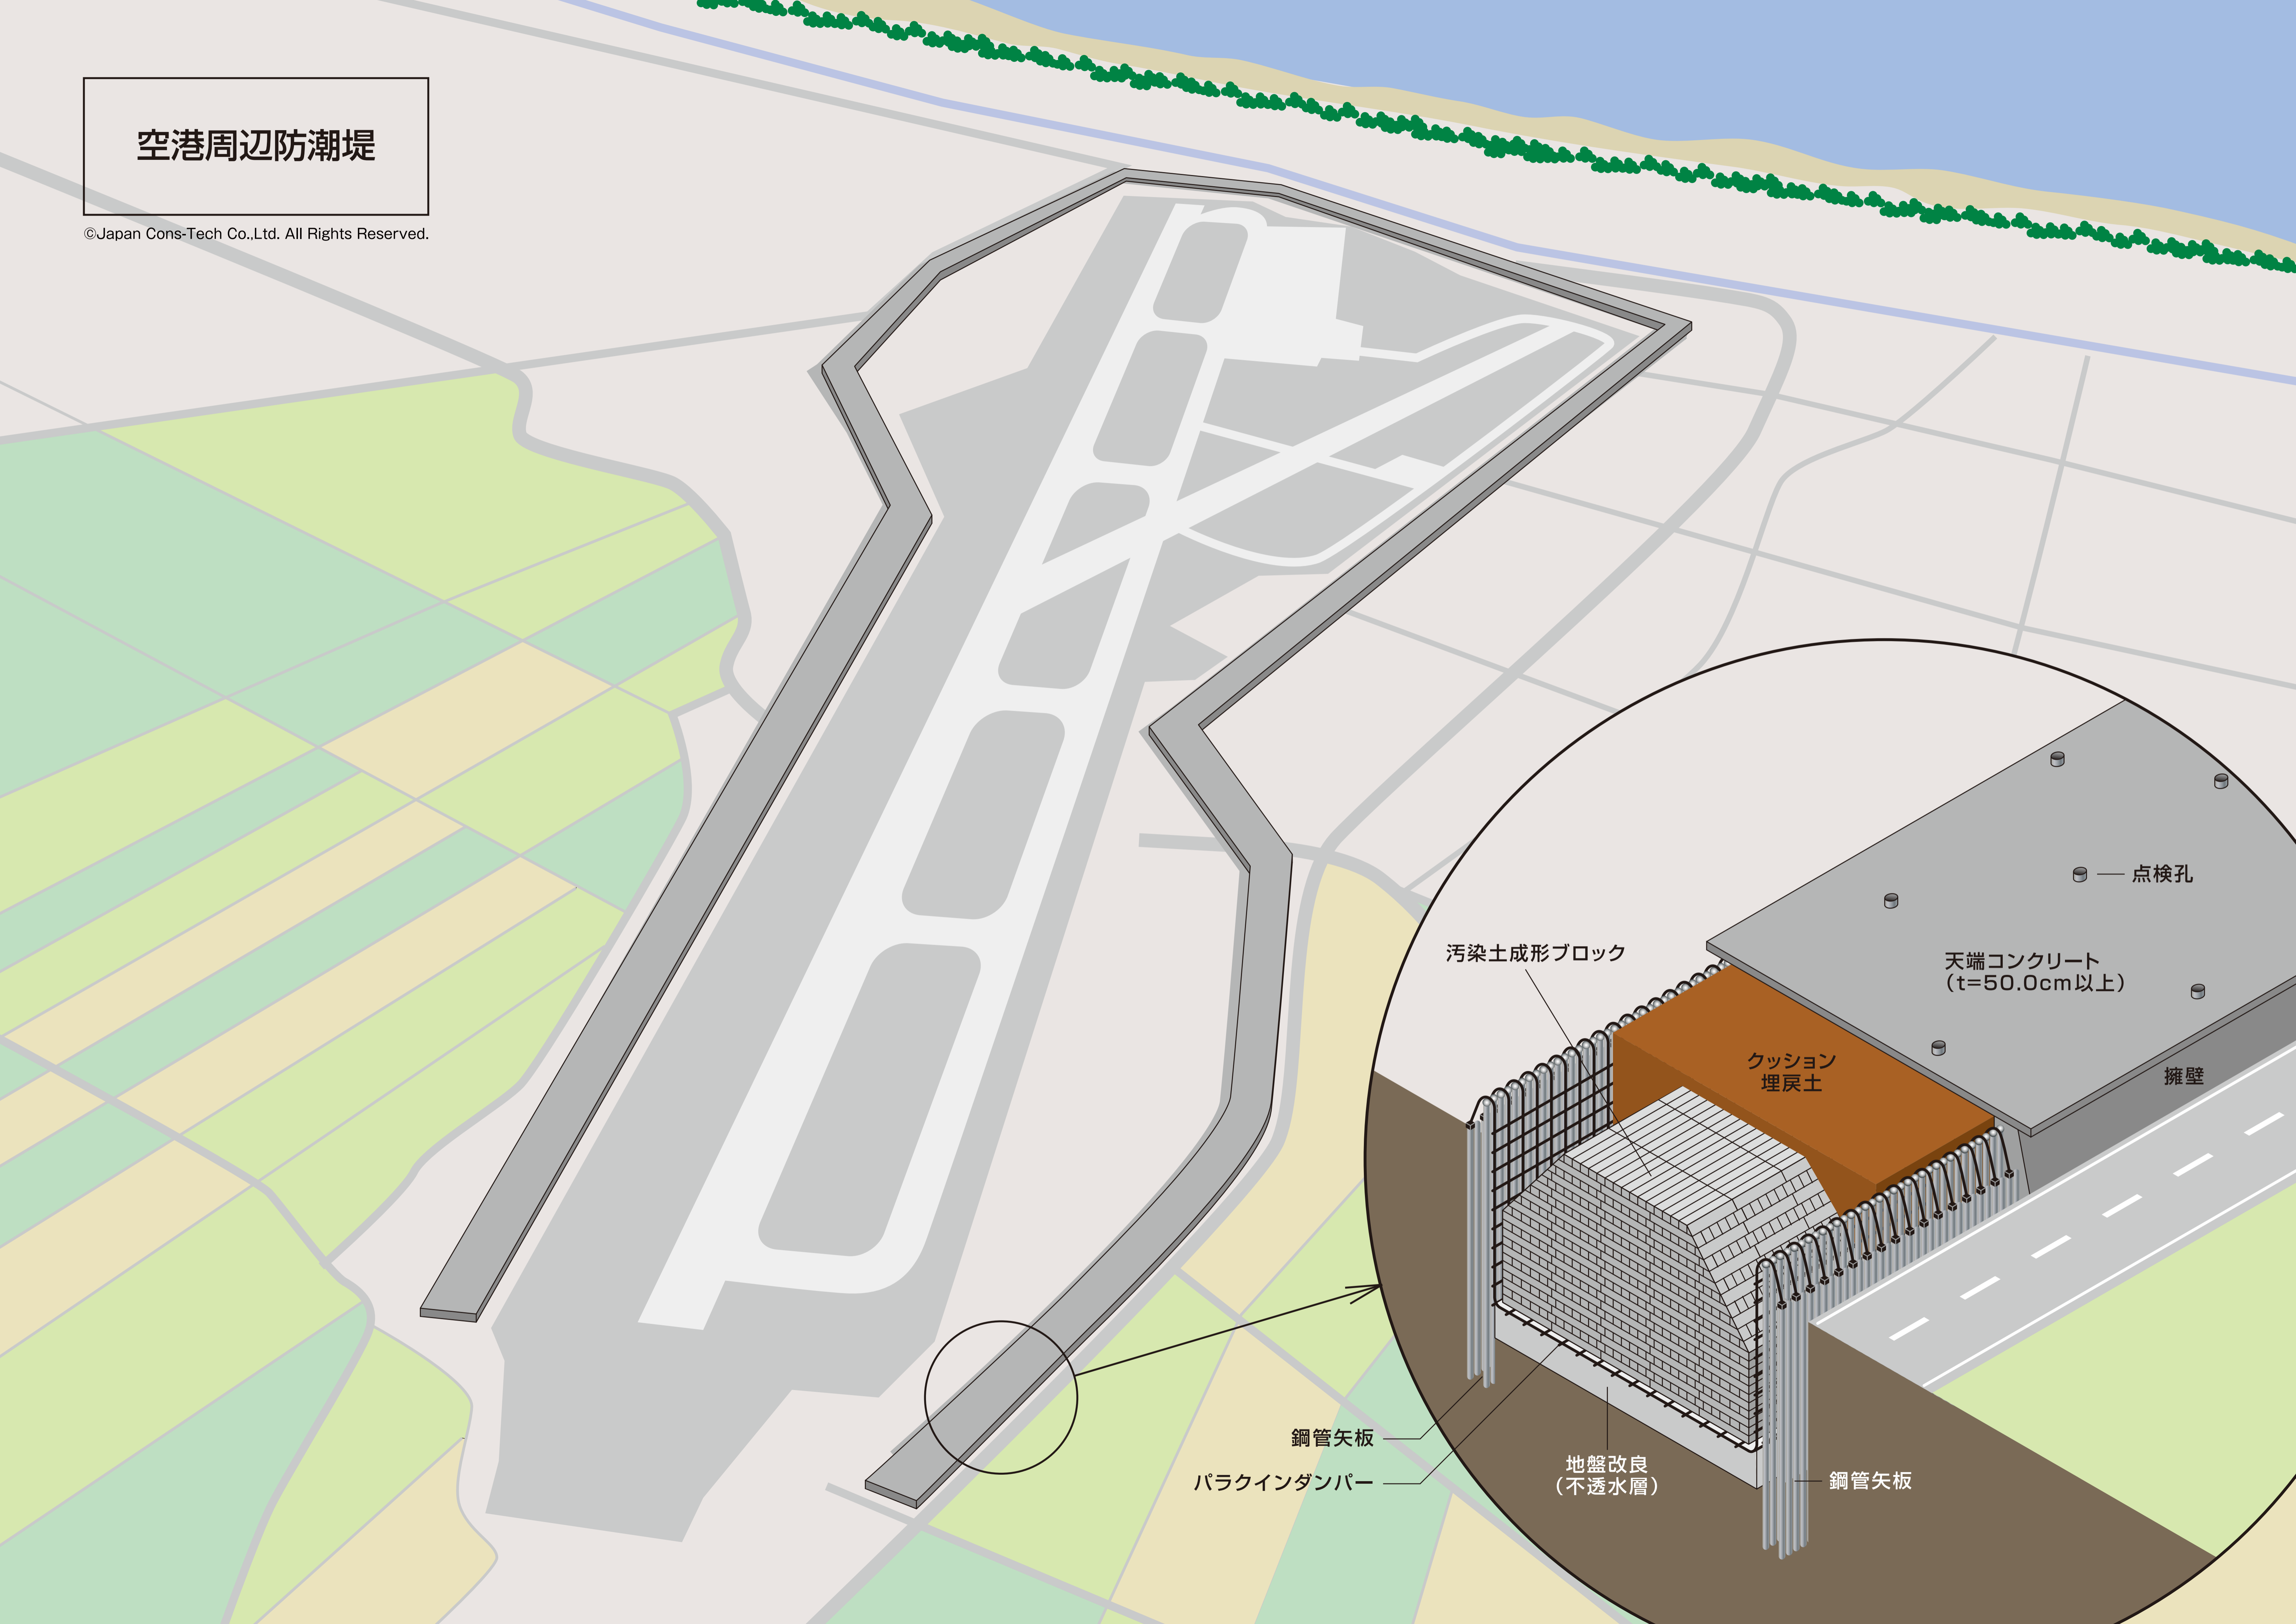 空港周辺防潮堤
©Japan Cons-Tech Co.,Ltd. All Rights Reserved.
点検孔
汚染土成形ブロック
天端コンクリート
(t=50.0cm以上)
クッション
埋戻土
擁壁
鋼管矢板
パラクインダンパー
地盤改良
(不透水層)
鋼管矢板